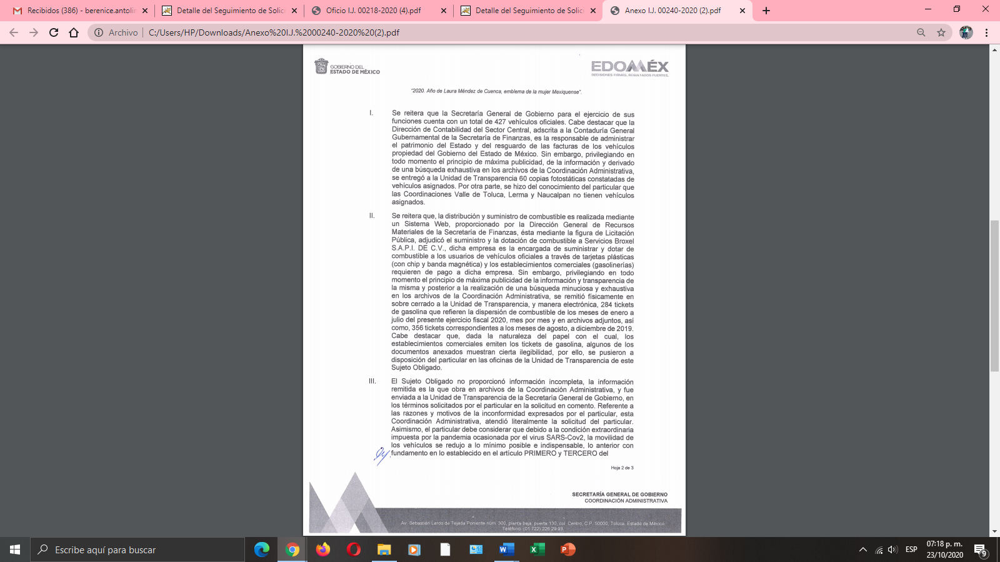 Recibidos (386) - berenice.antolin
Detalle del Seguimiento de Solici
Oficio I.J. 00218-2020 (4).pdf
Detalle del Seguimiento de Solici
Anexo I.J. 00240-2020 (2).pdf
Archivo
C:/Users/HP/Downloads/Anexo%20I.J.%2000240-2020%20(2).pdf
GOBIERNO DEL
ESTADO DE MÉXICO
EDOMÉX
DECISIONES FIRMES, RESULTADOS FUERTES.
"2020. Año de Laura Méndez de Cuenca, emblema de la mujer Mexiquense".
I. Se reitera que la Secretaría General de Gobierno para el ejercicio de sus
funciones cuenta con un total de 427 vehículos oficiales. Cabe destacar que la
Dirección de Contabilidad del Sector Central, adscrita a la Contaduría General
Gubernamental de la Secretaría de Finanzas, es la responsable de administrar
el patrimonio del Estado y del resguardo de las facturas de los vehículos
propiedad del Gobierno del Estado de México. Sin embargo, privilegiando en
todo momento el principio de máxima publicidad, de la información y derivado
de una búsqueda exhaustiva en los archivos de la Coordinación Administrativa,
se entregó a la Unidad de Transparencia 60 copias fotostáticas constatadas de
vehículos asignados. Por otra parte, se hizo del conocimiento del particular que
las Coordinaciones Valle de Toluca, Lerma y Naucalpan no tienen vehículos
asignados.
II. Se reitera que, la distribución y suministro de combustible es realizada mediante
un Sistema Web, proporcionado por la Dirección General de Recursos
Materiales de la Secretaría de Finanzas, ésta mediante la figura de Licitación
Pública, adjudicó el suministro y la dotación de combustible a Servicios Broxel
S.A.P.I. DE C.V., dicha empresa es la encargada de suministrar y dotar de
combustible a los usuarios de vehículos oficiales a través de tarjetas plásticas
(con chip y banda magnética) y los establecimientos comerciales (gasolinerías)
requieren de pago a dicha empresa. Sin embargo, privilegiando en todo
momento el principio de máxima publicidad de la información y transparencia de
la misma y posterior a la realización de una búsqueda minuciosa y exhaustiva
en los archivos de la Coordinación Administrativa, se remitió físicamente en
sobre cerrado a la Unidad de Transparencia, y manera electrónica, 284 tickets
de gasolina que refieren la dispersión de combustible de los meses de enero a
julio del presente ejercicio fiscal 2020, mes por mes y en archivos adjuntos, así
como, 356 tickets correspondientes a los meses de agosto, a diciembre de 2019.
Cabe destacar que, dada la naturaleza del papel con el cual, los
establecimientos comerciales emiten los tickets de gasolina, algunos de los
documentos anexados muestran cierta ilegibilidad, por ello, se pusieron a
disposición del particular en las oficinas de la Unidad de Transparencia de este
Sujeto Obligado.
III. El Sujeto Obligado no proporcionó información incompleta, la información
remitida es la que obra en archivos de la Coordinación Administrativa, y fue
enviada a la Unidad de Transparencia de la Secretaría General de Gobierno, en
los términos solicitados por el particular en la solicitud en comento. Referente a
las razones y motivos de la inconformidad expresados por el particular, esta
Coordinación Administrativa, atendió literalmente la solicitud del particular.
Asimismo, el particular debe considerar que debido a la condición extraordinaria
impuesta por la pandemia ocasionada por el virus SARS-Cov2, la movilidad de
los vehículos se redujo a lo mínimo posible e indispensable, lo anterior con
fundamento en lo establecido en el artículo PRIMERO y TERCERO del
Hoja 2 de 3
SECRETARÍA GENERAL DE GOBIERNO
COORDINACIÓN ADMINISTRATIVA
Av. Sebastián Lerdo de Tejada Poniente núm. 300, planta baja, puerta 130, col. Centro, C.P. 50000, Toluca, Estado de México.
Teléfono: (01 722) 226 29 93.
Escribe aquí para buscar
ESP
07:18 p. m.
23/10/2020
9